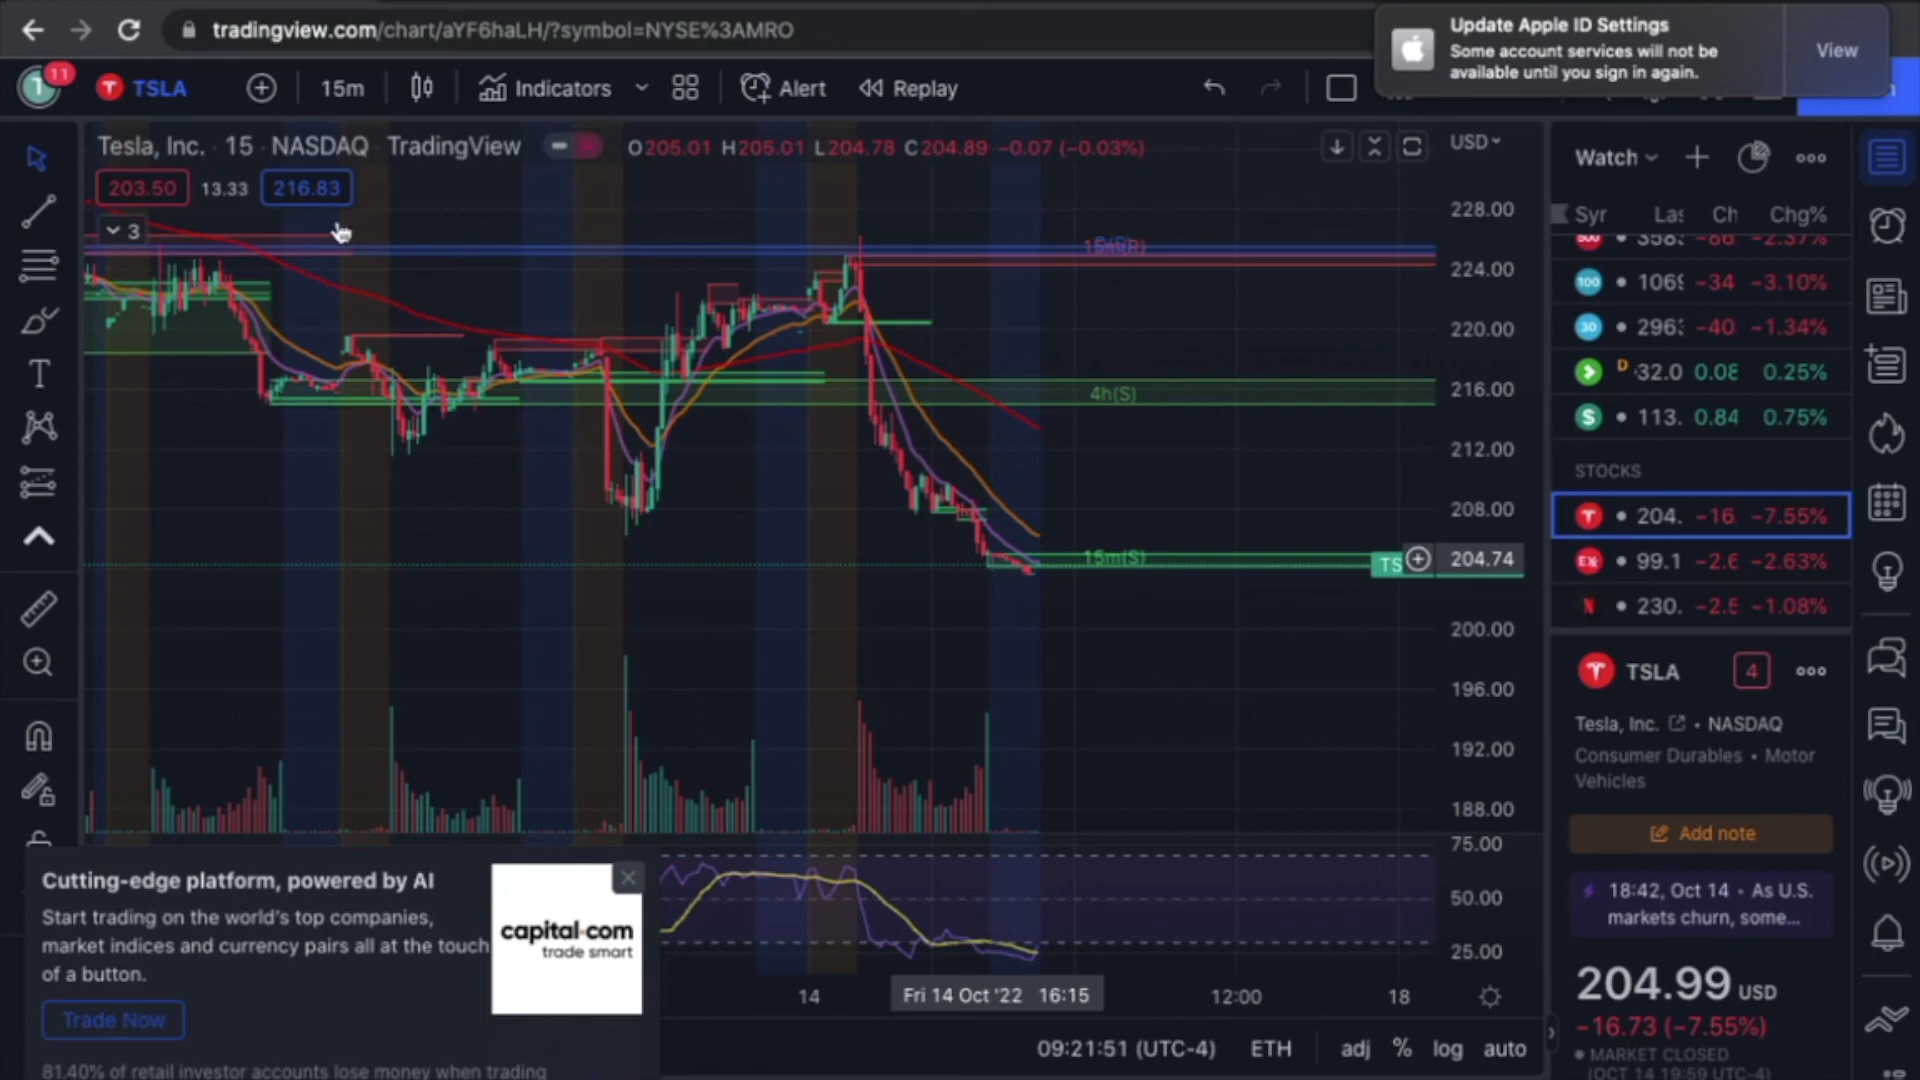 tradingview.com/chart/aYF6haLH/?symbol=NYSE%3AMRO
Update Apple ID Settings
Some account services will not be
available until you sign in again.
View
11
TSLA
15m
Indicators
Alert
Replay
Tesla, Inc. · 15 · NASDAQ · TradingView
O205.01 H205.01 L204.78 C204.89 −0.07 (−0.03%)
USD
203.50
13.33
216.83
3
228.00
224.00
220.00
216.00
212.00
208.00
204.74
200.00
196.00
192.00
188.00
75.00
50.00
25.00
15m(R)
4h(S)
15m(S)
TS
Watch
Syr Las Ch Chg%
−86 −2.37%
100 1069 −34 −3.10%
30 2963 −40 −1.34%
D 32.0 0.08 0.25%
S 113. 0.84 0.75%
STOCKS
204. −16 −7.55%
EX 99.1 −2.6 −2.63%
N 230. −2.5 −1.08%
TSLA
4
Tesla, Inc. • NASDAQ
Consumer Durables • Motor
Vehicles
Add note
18:42, Oct 14 • As U.S.
markets churn, some...
204.99 USD
−16.73 (−7.55%)
MARKET CLOSED
(OCT 14 19:59 UTC-4)
Cutting-edge platform, powered by AI
Start trading on the world's top companies,
market indices and currency pairs all at the touch
of a button.
capital.com
trade smart
Trade Now
81.40% of retail investor accounts lose money when trading
14
Fri 14 Oct '22 16:15
12:00
18
09:21:51 (UTC-4)
ETH
adj
%
log
auto